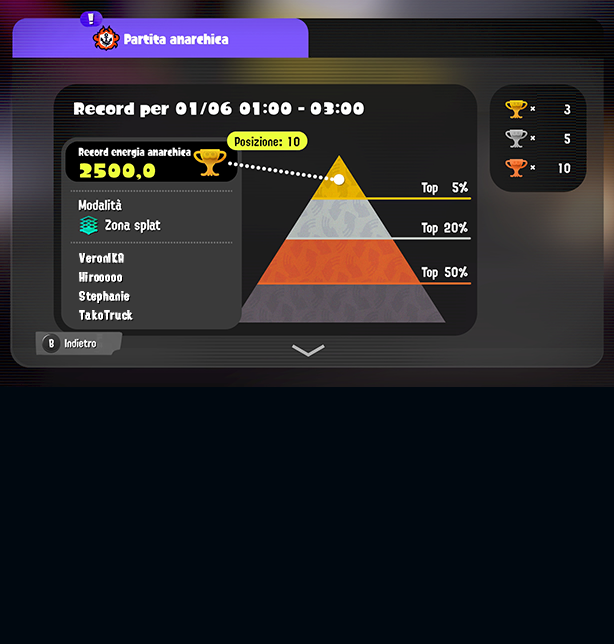 !
Partita anarchica
Record per 01/06 01:00 - 03:00
× 3
× 5
× 10
Posizione: 10
Record energia anarchica
2500,0
Modalità
Zona splat
VeronIKA
Hirooooo
Stephanie
TakoTruck
Top 5%
Top 20%
Top 50%
B Indietro